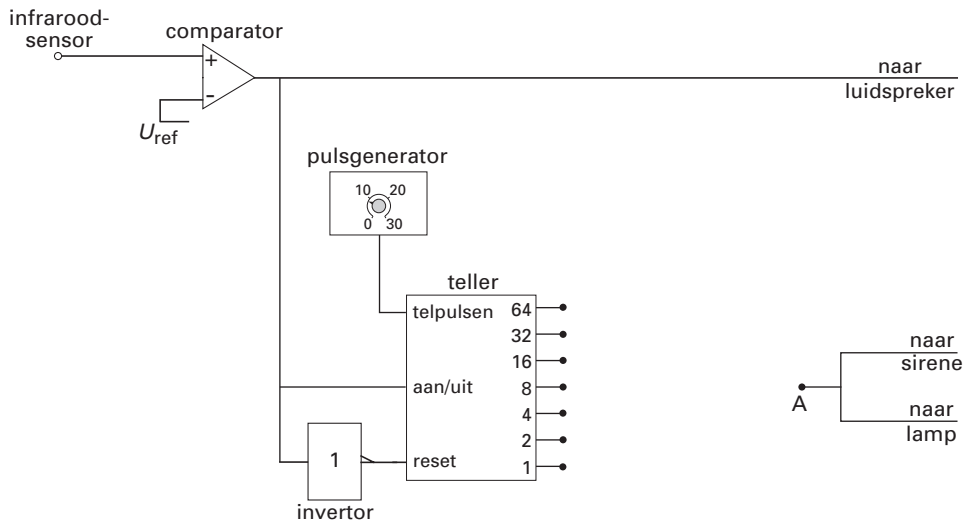 infrarood-
sensor
comparator
+
-
U ref
naar
luidspreker
pulsgenerator
10 20
0 30
teller
telpulsen 64
32
16
aan/uit 8
4
2
reset 1
1
invertor
A
naar
sirene
naar
lamp